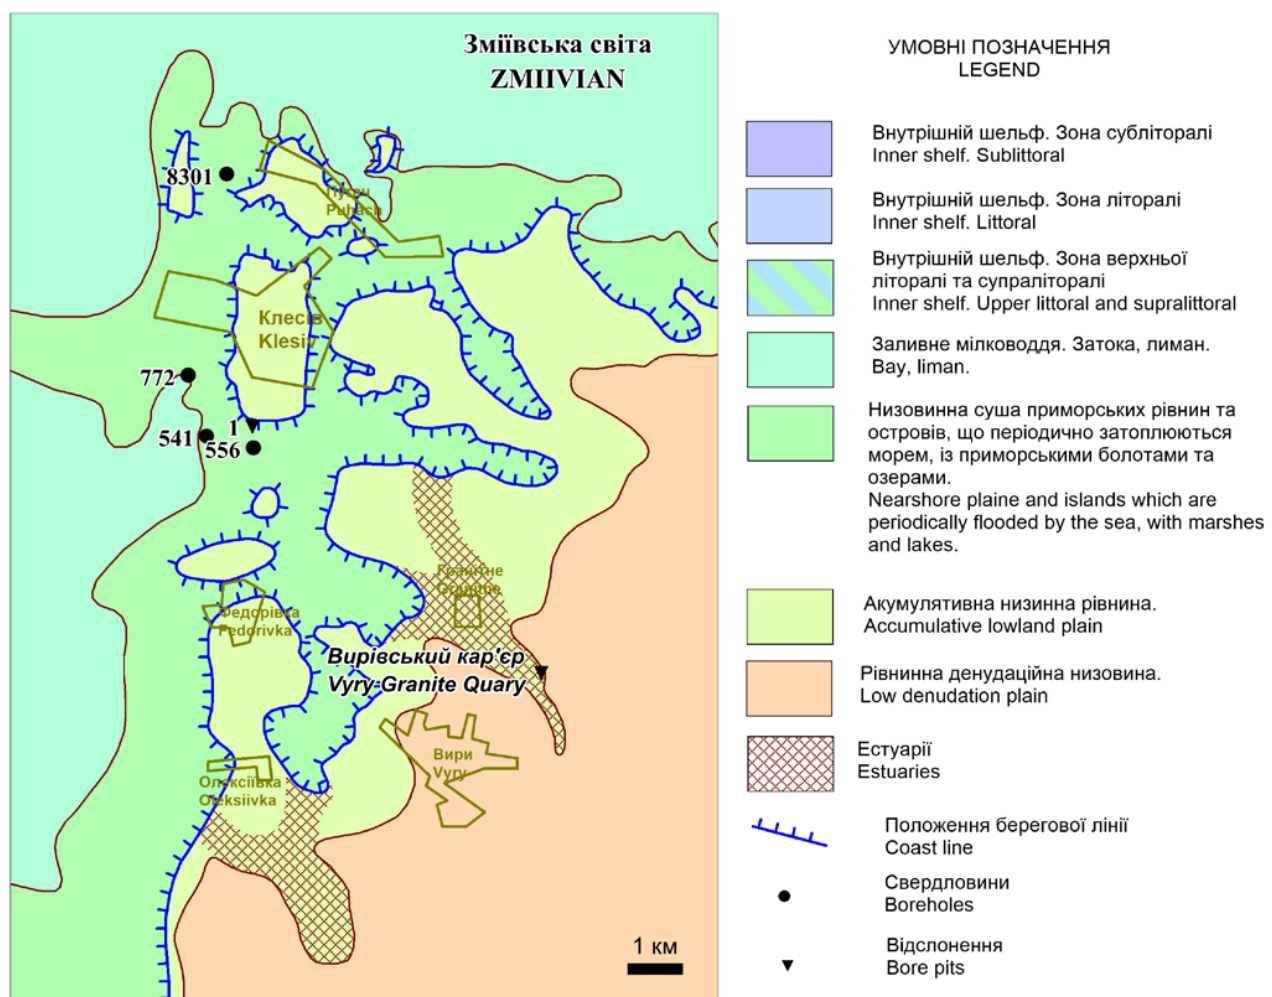 Зміївська світа
ZMIIVIAN
8301
Пугач
Puhach
Клесів
Klesiv
772
541
1
556
Гранітне
Granitne
Федорівка
Fedorivka
Вирівський кар'єр
Vyry Granite Quary
Вири
Vyry
Олексіївка
Oleksiivka
1 км
УМОВНІ ПОЗНАЧЕННЯ
LEGEND
Внутрішній шельф. Зона субліторалі
Inner shelf. Sublittoral
Внутрішній шельф. Зона літоралі
Inner shelf. Littoral
Внутрішній шельф. Зона верхньої
літоралі та супраліторалі
Inner shelf. Upper littoral and supralittoral
Заливне мілководдя. Затока, лиман.
Bay, liman.
Низовинна суша приморських рівнин та
островів, що періодично затоплюються
морем, із приморськими болотами та
озерами.
Nearshore plaine and islands which are
periodically flooded by the sea, with marshes
and lakes.
Акумулятивна низинна рівнина.
Accumulative lowland plain
Рівнинна денудаційна низовина.
Low denudation plain
Естуарії
Estuaries
Положення берегової лінії
Coast line
Свердловини
Boreholes
Відслонення
Bore pits